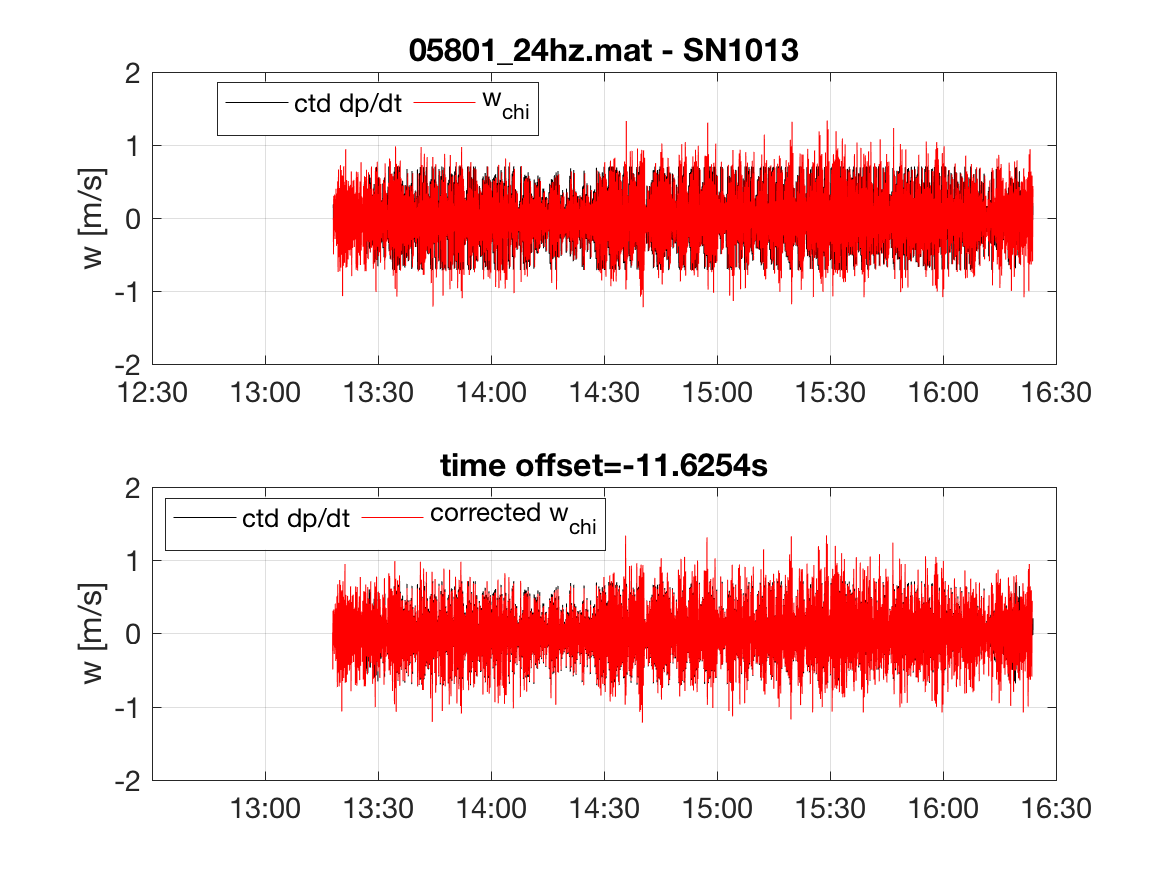 05801_24hz.mat - SN1013
2
ctd dp/dt w_chi
1
0
-1
-2
w [m/s]
12:30 13:00 13:30 14:00 14:30 15:00 15:30 16:00 16:30
time offset=-11.6254s
2
ctd dp/dt corrected w_chi
1
0
-1
-2
w [m/s]
13:00 13:30 14:00 14:30 15:00 15:30 16:00 16:30